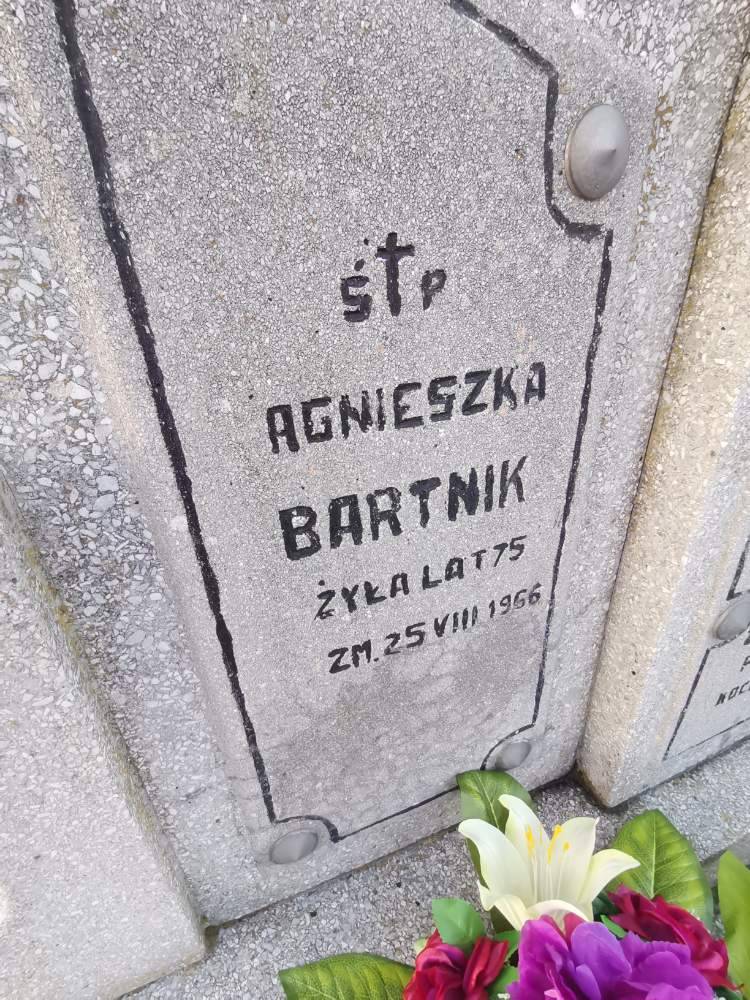 Ś✝P
AGNIESZKA
BARTNIK
ŻYŁA LAT 75
ZM. 25 VIII 1966